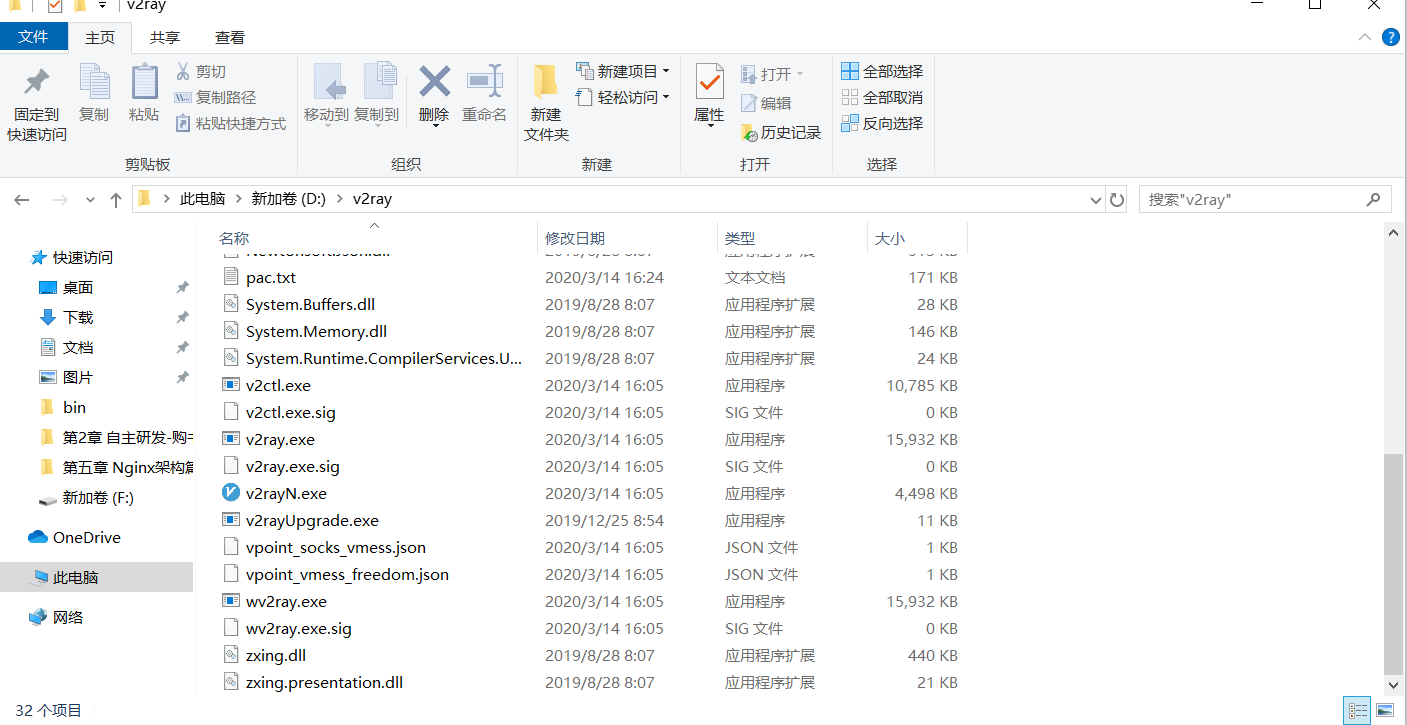 v2ray
文件 主页 共享 查看
固定到快速访问 复制 粘贴 剪切 复制路径 粘贴快捷方式
移动到 复制到 删除 重命名
新建文件夹 新建项目 轻松访问
属性 打开 编辑 历史记录
全部选择 全部取消 反向选择
剪贴板 组织 新建 打开 选择
此电脑 新加卷 (D:) v2ray 搜索"v2ray"
快速访问
桌面
下载
文档
图片
bin
第2章 自主研发-购
第五章 Nginx架构篇
新加卷 (F:)
OneDrive
此电脑
网络
名称 修改日期 类型 大小
pac.txt 2020/3/14 16:24 文本文档 171 KB
System.Buffers.dll 2019/8/28 8:07 应用程序扩展 28 KB
System.Memory.dll 2019/8/28 8:07 应用程序扩展 146 KB
System.Runtime.CompilerServices.U... 2019/8/28 8:07 应用程序扩展 24 KB
v2ctl.exe 2020/3/14 16:05 应用程序 10,785 KB
v2ctl.exe.sig 2020/3/14 16:05 SIG 文件 0 KB
v2ray.exe 2020/3/14 16:05 应用程序 15,932 KB
v2ray.exe.sig 2020/3/14 16:05 SIG 文件 0 KB
v2rayN.exe 2020/3/14 16:05 应用程序 4,498 KB
v2rayUpgrade.exe 2019/12/25 8:54 应用程序 11 KB
vpoint_socks_vmess.json 2020/3/14 16:05 JSON 文件 1 KB
vpoint_vmess_freedom.json 2020/3/14 16:05 JSON 文件 1 KB
wv2ray.exe 2020/3/14 16:05 应用程序 15,932 KB
wv2ray.exe.sig 2020/3/14 16:05 SIG 文件 0 KB
zxing.dll 2019/8/28 8:07 应用程序扩展 440 KB
zxing.presentation.dll 2019/8/28 8:07 应用程序扩展 21 KB
32 个项目